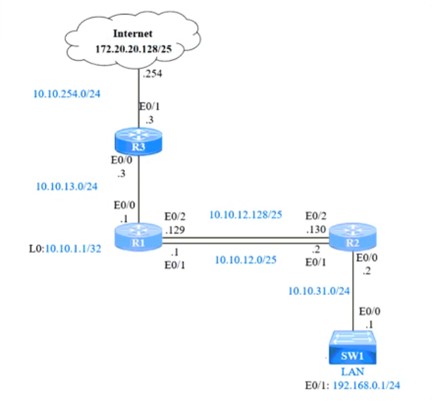 Internet
172.20.20.128/25
.254
10.10.254.0/24
E0/1
.3
R3
E0/0
.3
10.10.13.0/24
E0/0
.1
E0/2
.129
10.10.12.128/25
E0/2
.130
L0:10.10.1.1/32
R1
R2
.1
E0/1
10.10.12.0/25
.2
E0/1
E0/0
.2
10.10.31.0/24
E0/0
.1
SW1
LAN
E0/1: 192.168.0.1/24